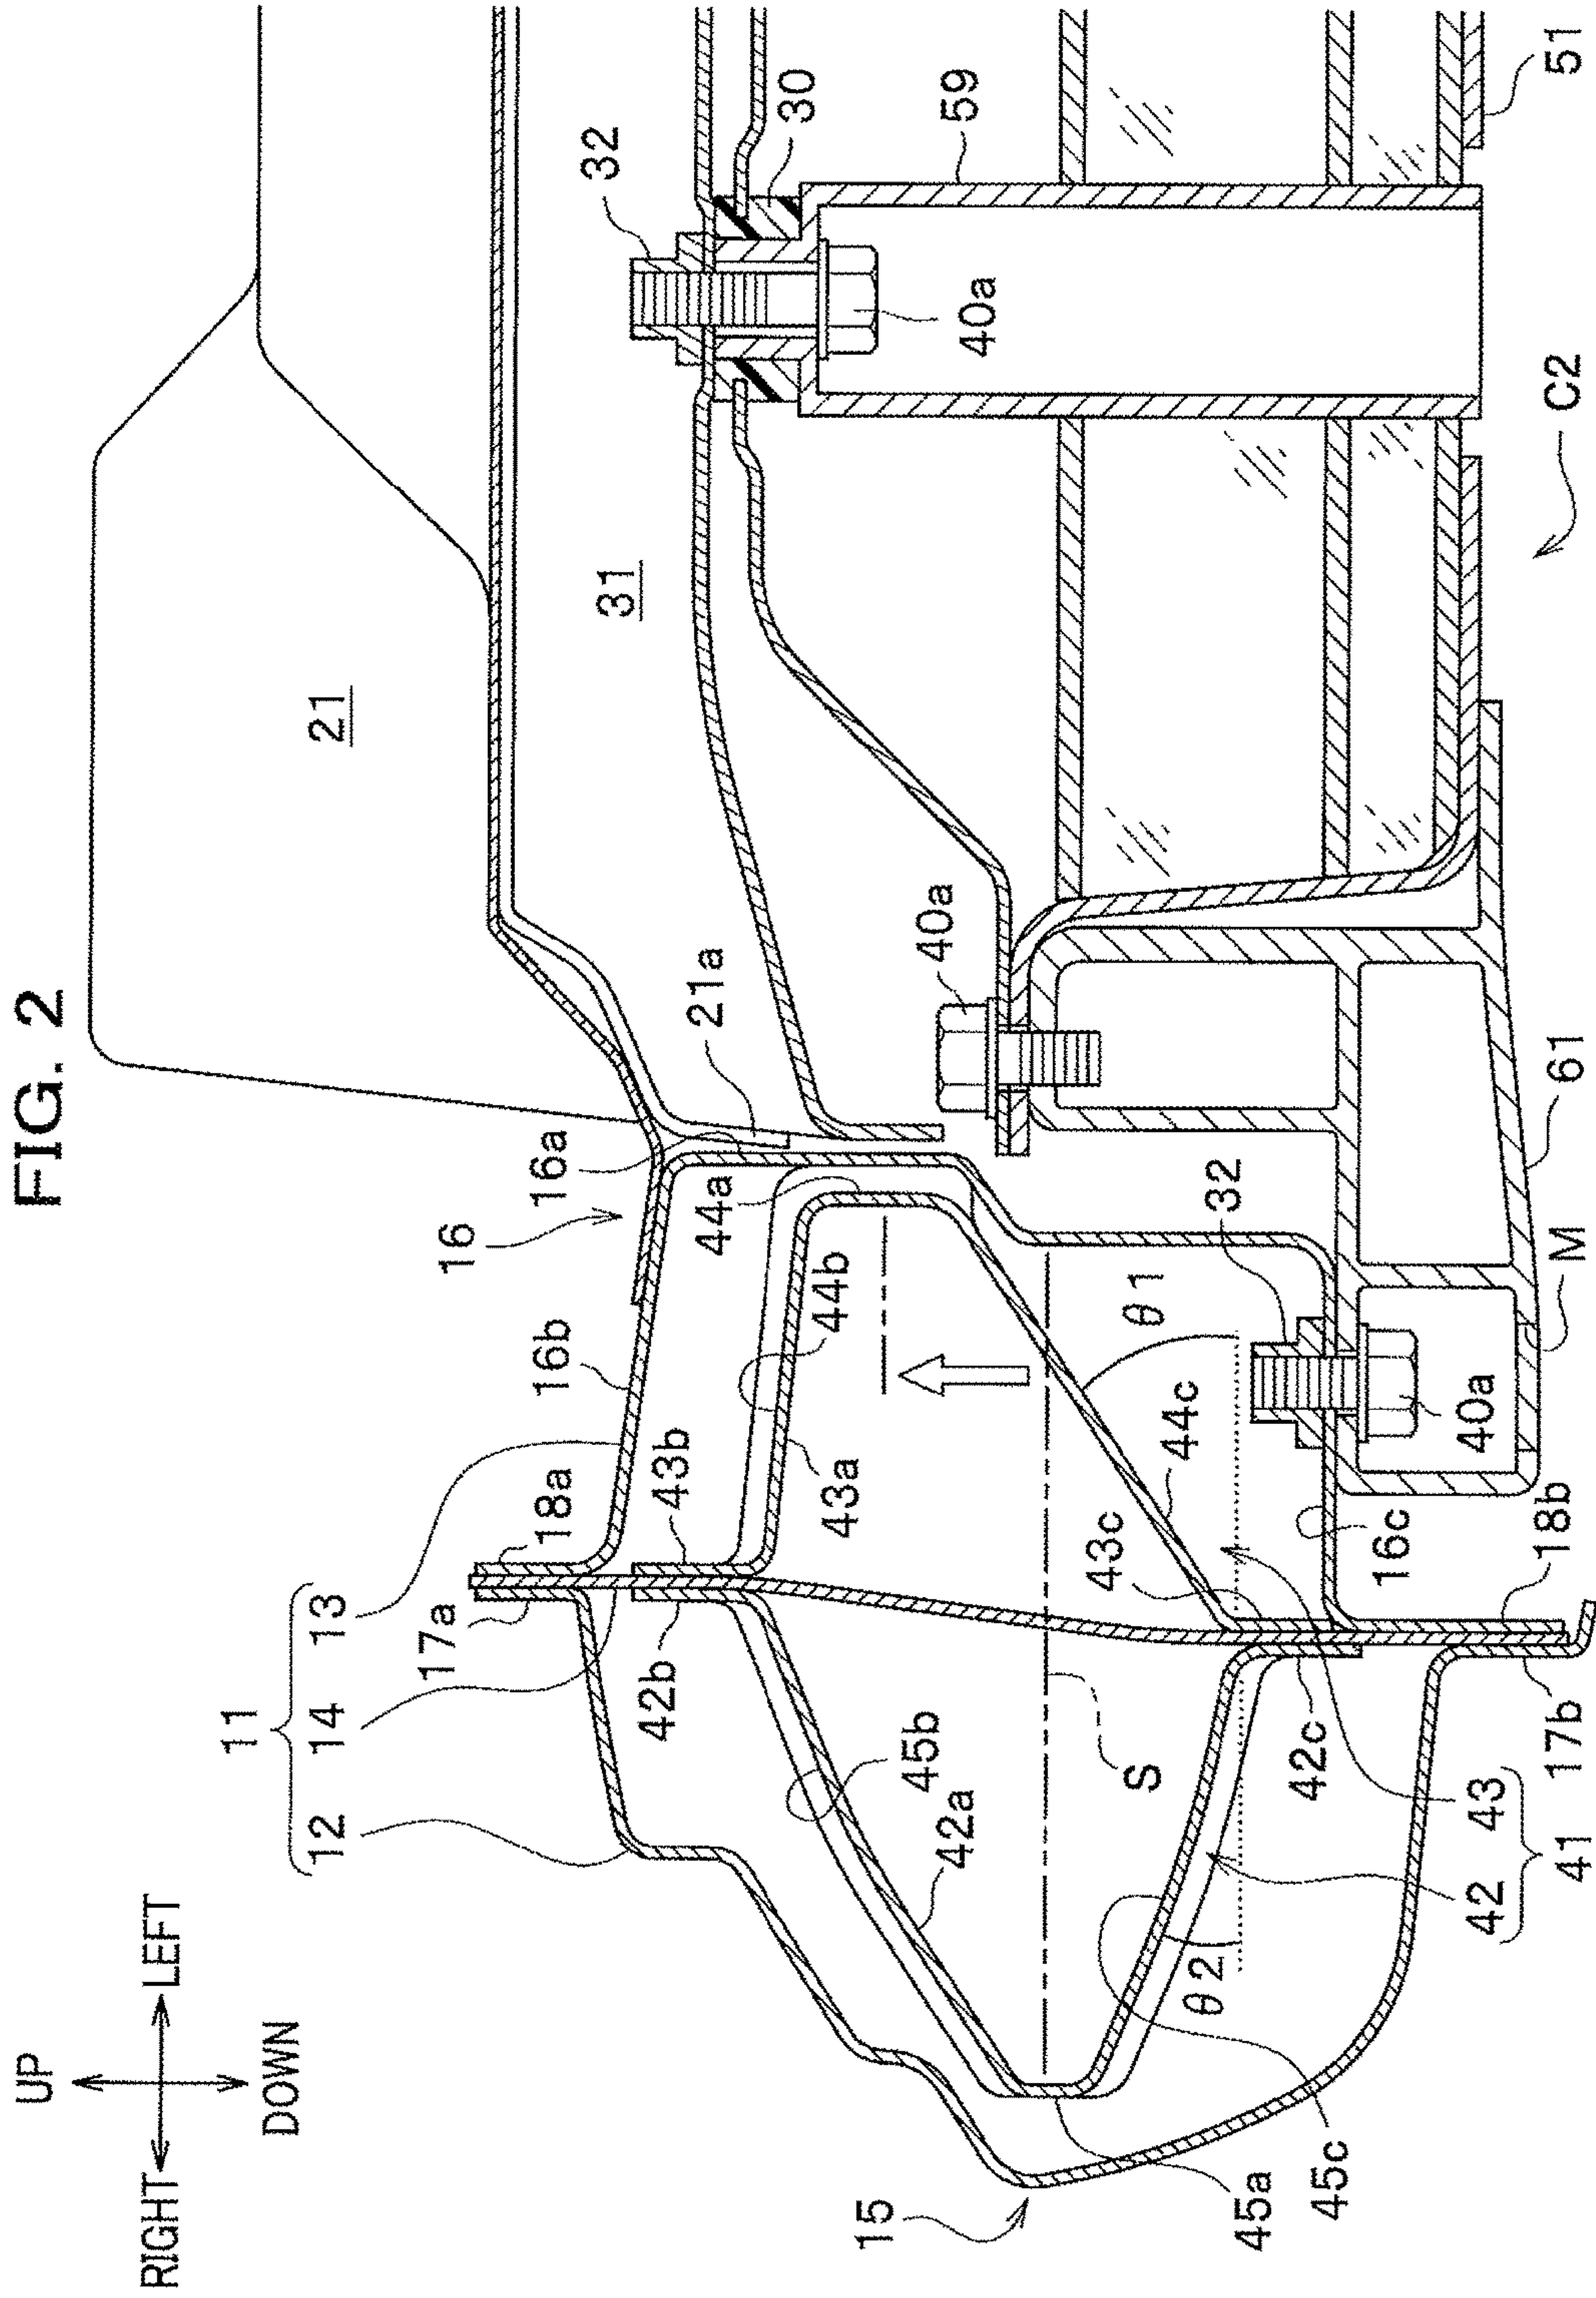 FIG. 2
UP
RIGHT
LEFT
DOWN
11
12
14
13
17a
18a
16b
16
16a
21a
21
31
32
30
59
51
C2
40a
40a
40a
15
45a
45c
45b
42a
42b
43b
43a
44b
44a
44c
43c
S
θ1
θ2
32
16c
18b
17b
42c
42
43
41
M
61